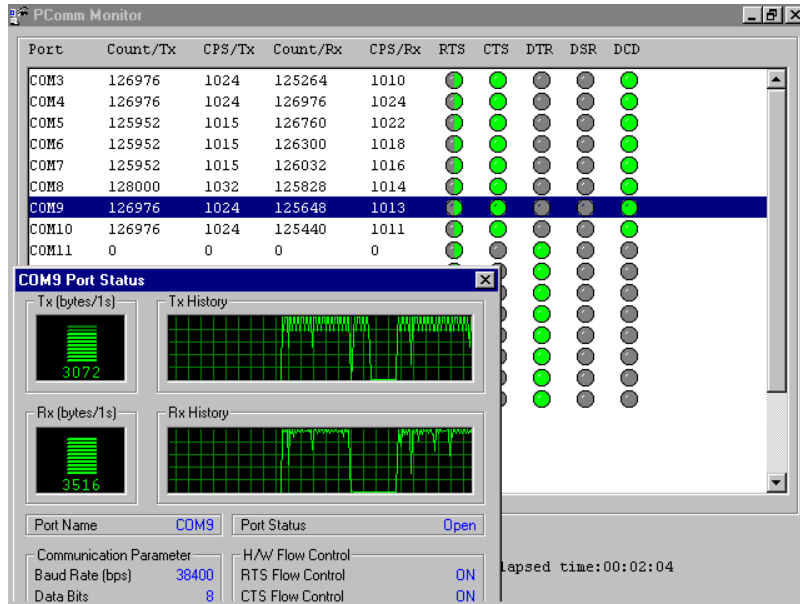 PComm Monitor
Port Count/Tx CPS/Tx Count/Rx CPS/Rx RTS CTS DTR DSR DCD
COM3 126976 1024 125264 1010
COM4 126976 1024 126976 1024
COM5 125952 1015 126760 1022
COM6 125952 1015 126300 1018
COM7 125952 1015 126032 1016
COM8 128000 1032 125828 1014
COM9 126976 1024 125648 1013
COM10 126976 1024 125440 1011
COM11 0 0 0 0
COM9 Port Status
Tx (bytes/1s) Tx History
3072
Rx (bytes/1s) Rx History
3516
Port Name COM9 Port Status Open
Communication Parameter H/W Flow Control
lapsed time:00:02:04
Baud Rate (bps) 38400 RTS Flow Control ON
Data Bits 8 CTS Flow Control ON